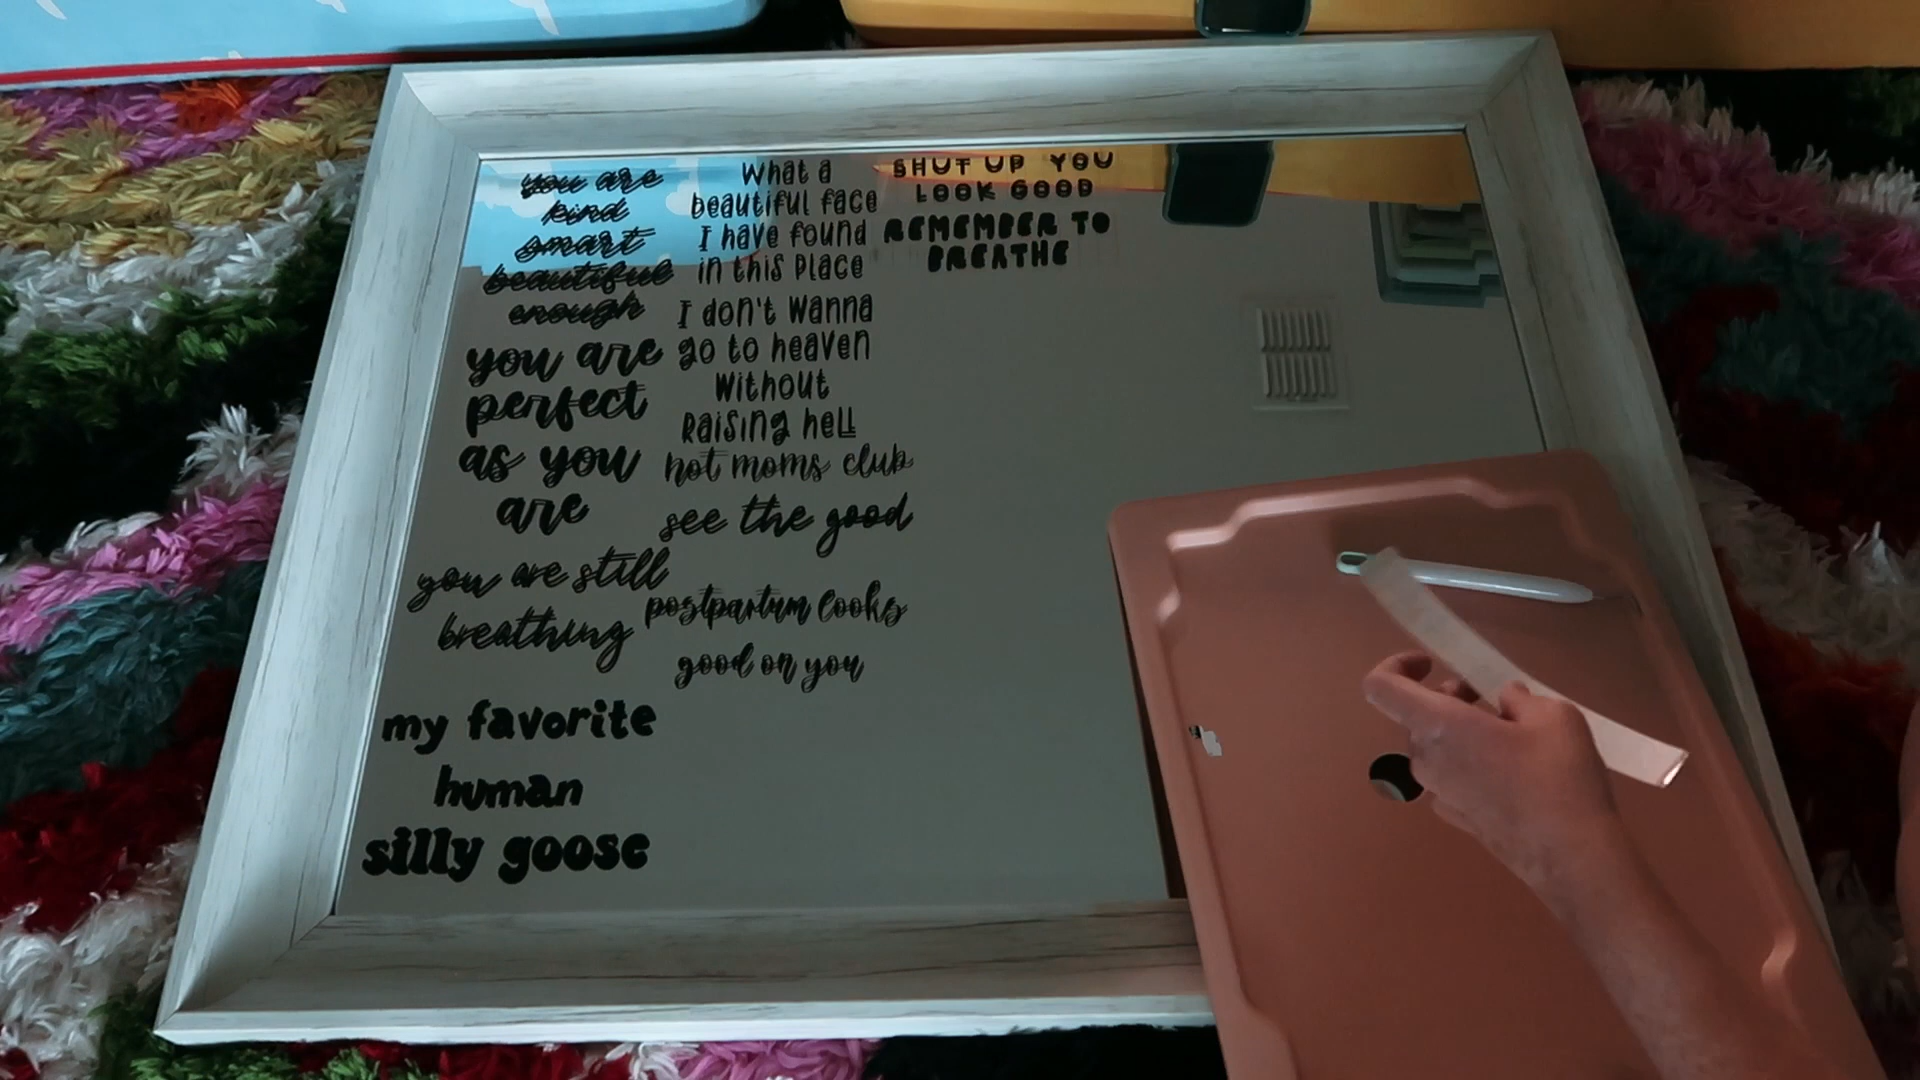 you are
kind
smart
beautiful
enough
you are
perfect
as you
are
you are still
breathing
my favorite
human
silly goose
What a
beautiful face
I have found
in this place
I don't wanna
go to heaven
without
Raising hell
hot moms club
see the good
postpartum looks
good on you
SHUT UP YOU
LOOK GOOD
REMEMBER TO
BREATHE